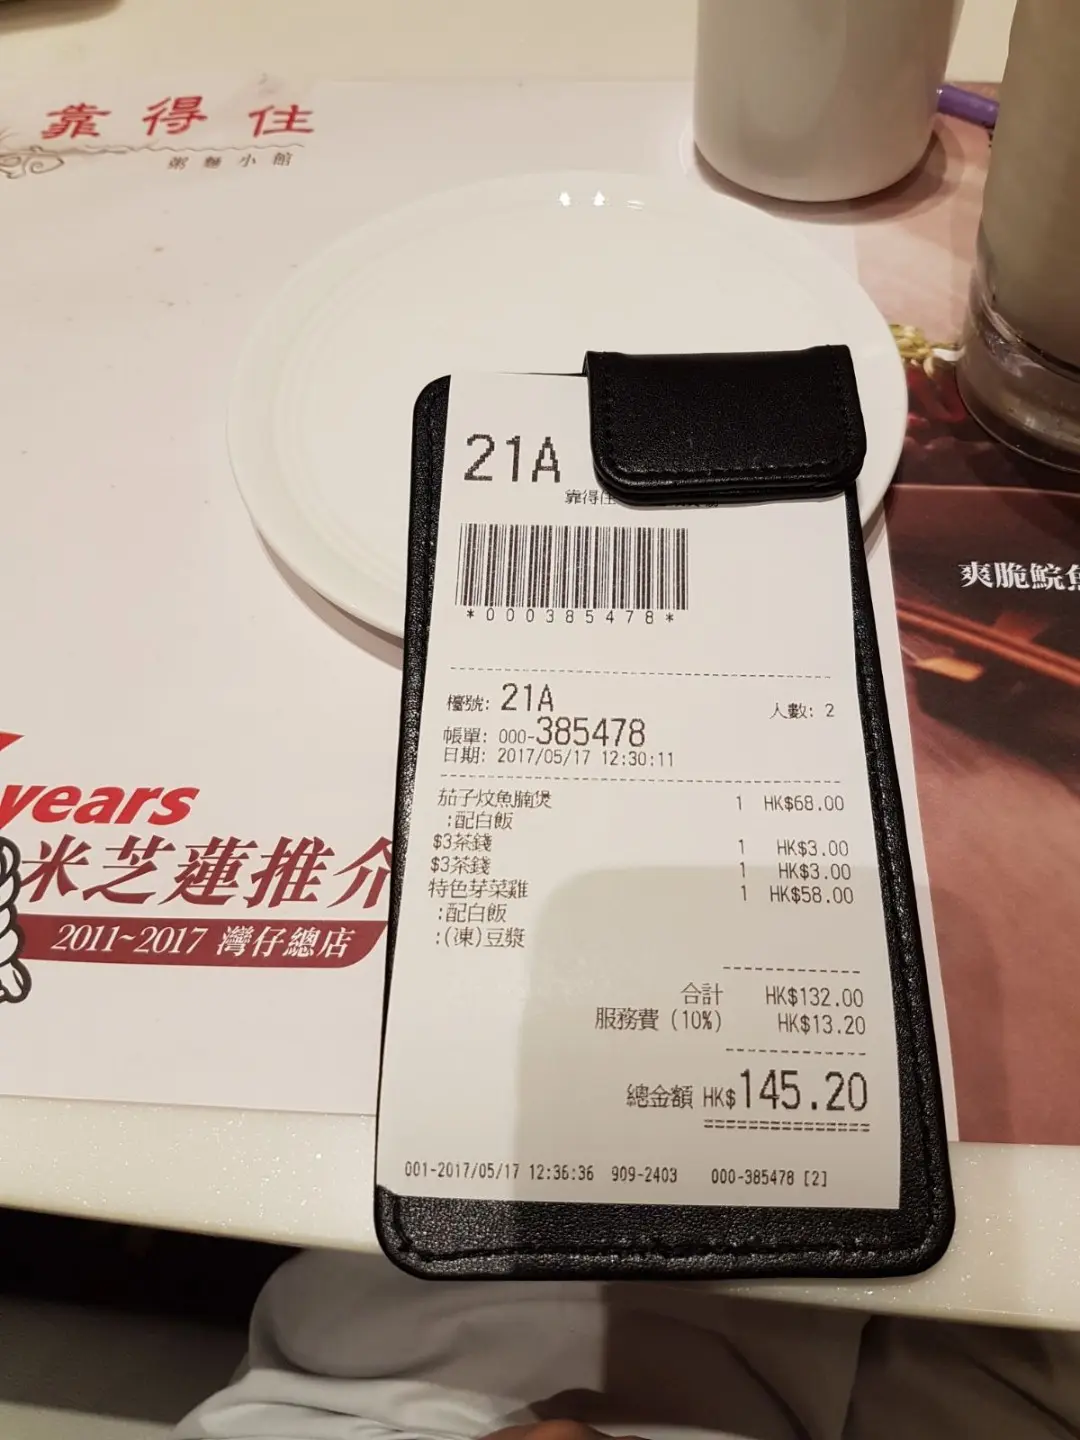 靠得住
粥麵小館
21A
靠得住
*000385478*
檯號: 21A 人數: 2
帳單: 000-385478
日期: 2017/05/17 12:30:11
茄子炆魚腩煲 1 HK$68.00
:配白飯
$3茶錢 1 HK$3.00
$3茶錢 1 HK$3.00
特色芽菜雞 1 HK$58.00
:配白飯
:(凍)豆漿
合計 HK$132.00
服務費 (10%) HK$13.20
總金額 HK$145.20
001-2017/05/17 12:36:36 909-2403 000-385478 [2]
years
米芝蓮推介
2011~2017 灣仔總店
爽脆鯇魚